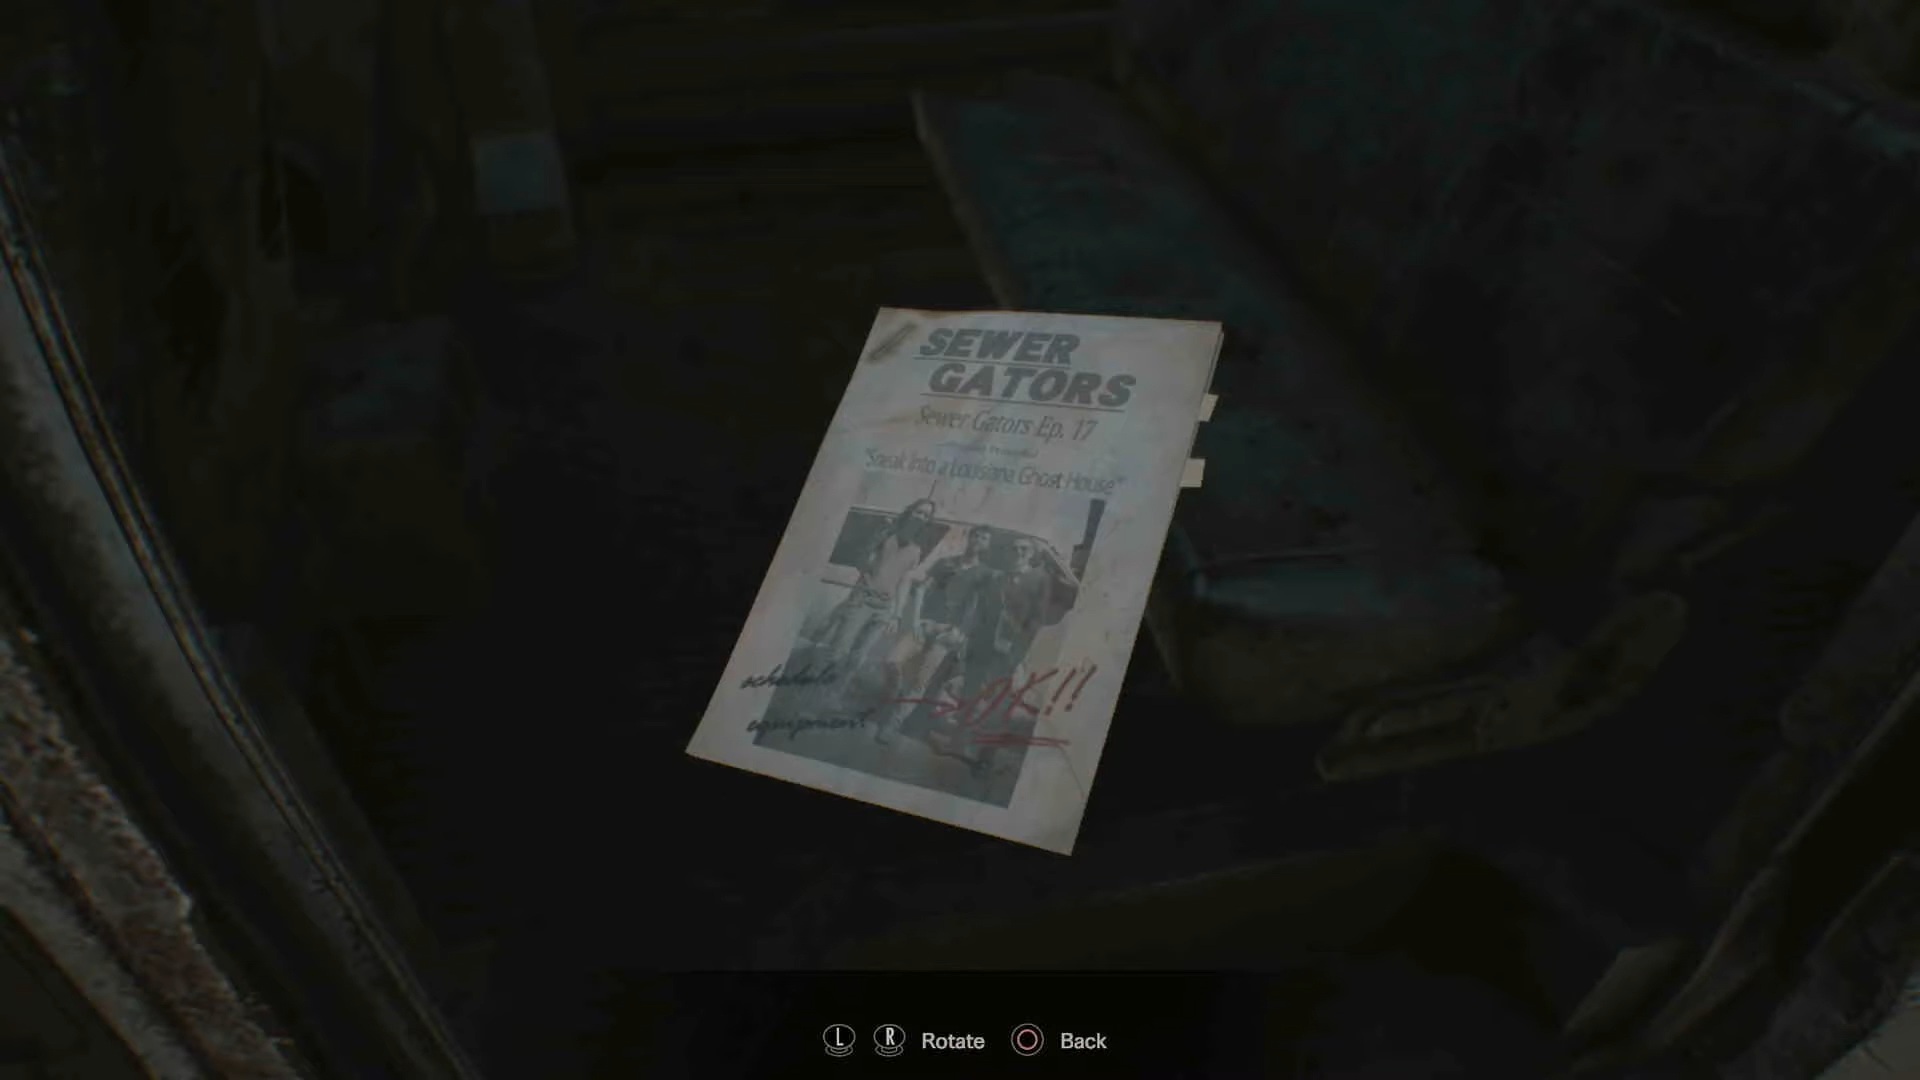 SEWER
GATORS
Sewer Gators Ep. 17
"Sneak Into a Louisiana Ghost House"
schedule
equipment
OK!!
L R Rotate Back